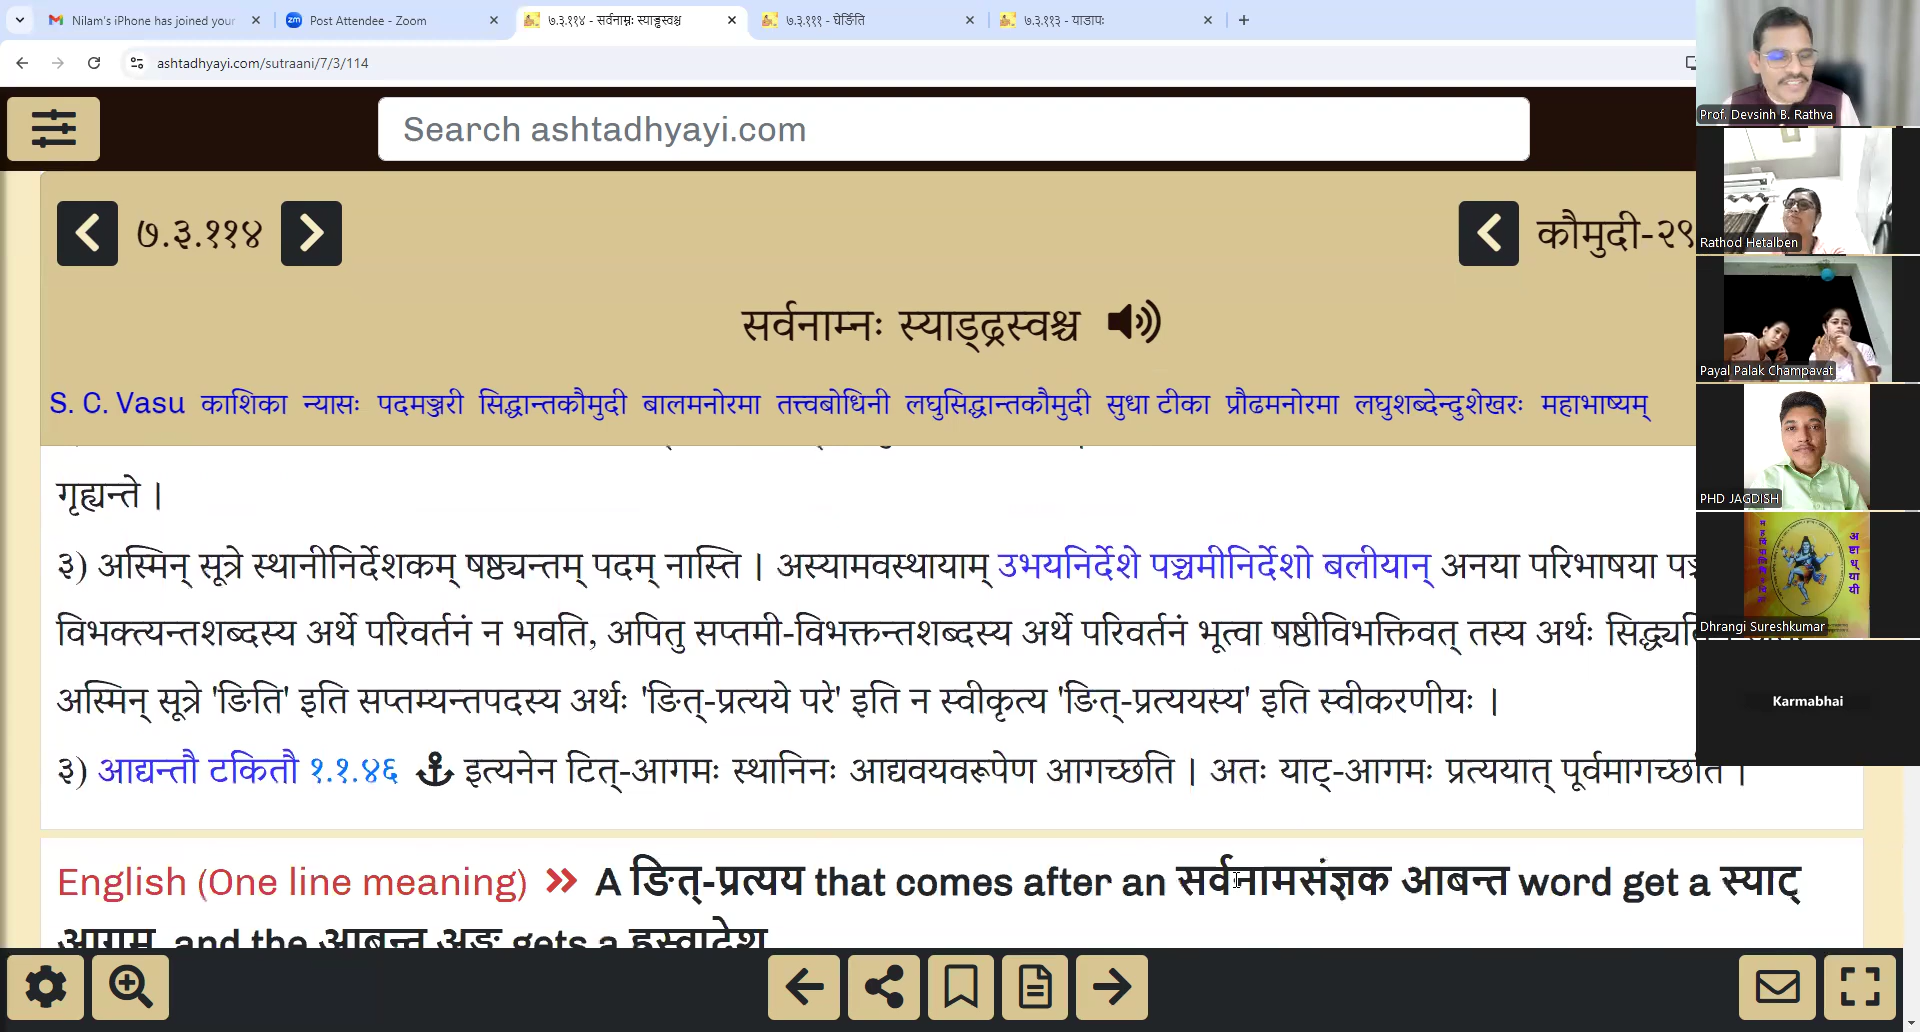 Nilam's iPhone has joined your
Post Attendee - Zoom
७.३.११४ - सर्वनाम्नः स्याड्ढ्रस्वश्च
७.३.१११ - घेर्ङिति
७.३.११३ - याडापः
ashtadhyayi.com/sutraani/7/3/114
Search ashtadhyayi.com
७.३.११४
कौमुदी-२९
सर्वनाम्नः स्याड्ढ्रस्वश्च
S. C. Vasu काशिका न्यासः पदमञ्जरी सिद्धान्तकौमुदी बालमनोरमा तत्त्वबोधिनी लघुसिद्धान्तकौमुदी सुधा टीका प्रौढमनोरमा लघुशब्देन्दुशेखरः महाभाष्यम्
गृह्यन्ते ।
३) अस्मिन् सूत्रे स्थानीनिर्देशकम् षष्ठ्यन्तम् पदम् नास्ति । अस्यामवस्थायाम् उभयनिर्देशे पञ्चमीनिर्देशो बलीयान् अनया परिभाषया
विभक्त्यन्तशब्दस्य अर्थे परिवर्तनं न भवति, अपितु सप्तमी-विभक्तन्तशब्दस्य अर्थे परिवर्तनं भूत्वा षष्ठीविभक्तिवत् तस्य अर्थः
अस्मिन् सूत्रे 'ङिति' इति सप्तम्यन्तपदस्य अर्थः 'ङित्-प्रत्यये परे' इति न स्वीकृत्य 'ङित्-प्रत्ययस्य' इति स्वीकरणीयः ।
३) आद्यन्तौ टकितौ १.१.४६ इत्यनेन टित्-आगमः स्थानिनः आद्यवयवरूपेण आगच्छति । अतः याट्-आगमः प्रत्ययात् पूर्वमागच्छति ।
English (One line meaning) A ङित्-प्रत्यय that comes after an सर्वनामसंज्ञक आबन्त word get a स्याट्
आगम, and the आबन्त अङ्ग gets a ह्रस्वादेश
Prof. Devsinh B. Rathva
Rathod Hetalben
Payal Palak Champavat
PHD JAGDISH
अष्टाध्यायी
Dhrangi Sureshkumar
Karmabhai